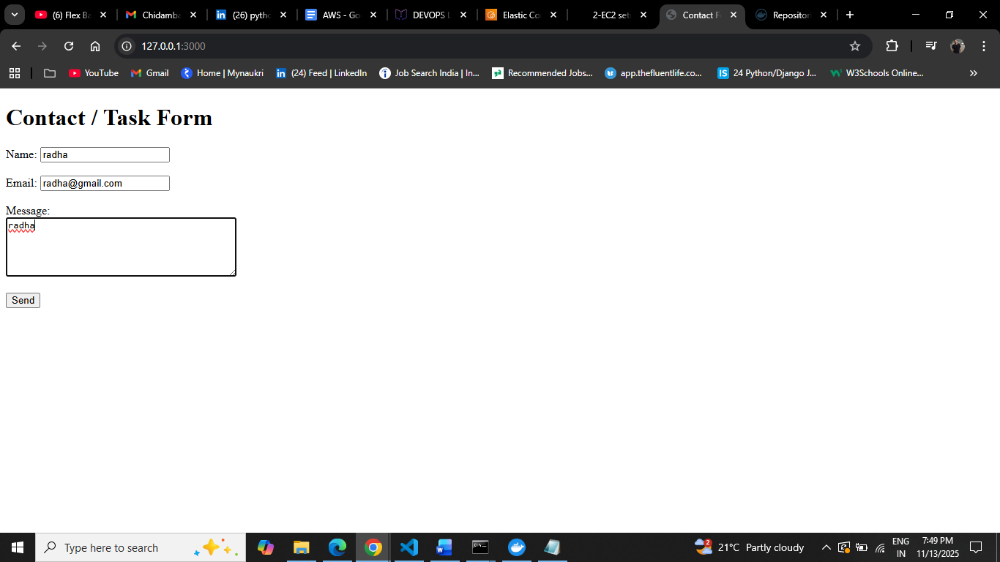 (6) Flex Ba
Chidamba
(26) pytho
AWS - Go
DEVOPS L
Elastic Co
2-EC2 set
Contact F
Repositori
127.0.0.1:3000
YouTube
Gmail
Home | Mynaukri
(24) Feed | LinkedIn
Job Search India | In...
Recommended Jobs...
app.thefluentlife.co...
IS 24 Python/Django J...
W3Schools Online...
Contact / Task Form
Name: radha
Email: radha@gmail.com
Message:
radha
Send
Type here to search
2
21°C Partly cloudy
ENG
IN
7:49 PM
11/13/2025